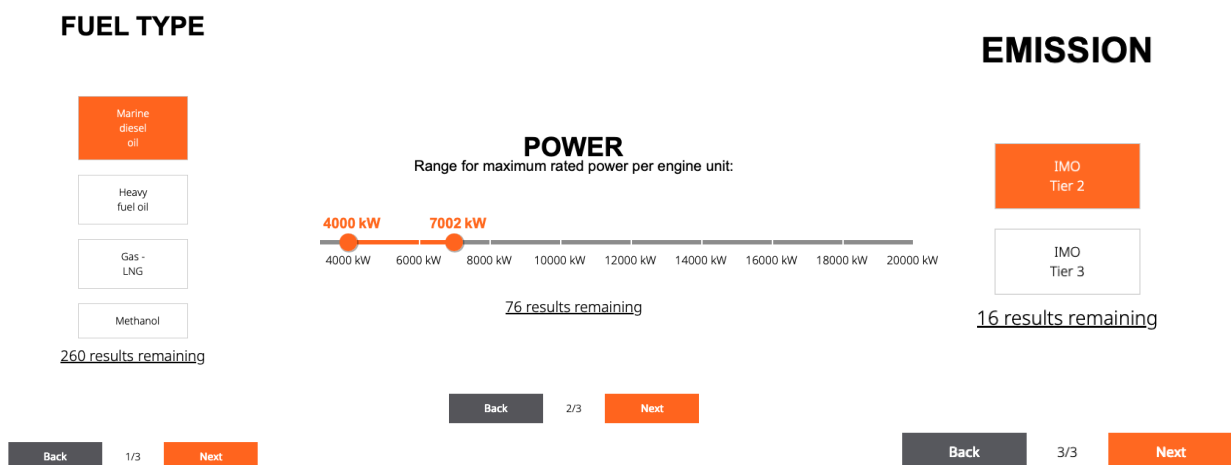 FUEL TYPE
Marine
diesel
oil
Heavy
fuel oil
Gas -
LNG
Methanol
260 results remaining
Back 1/3 Next
POWER
Range for maximum rated power per engine unit:
4000 kW 7002 kW
4000 kW 6000 kW 8000 kW 10000 kW 12000 kW 14000 kW 16000 kW 18000 kW 20000 kW
76 results remaining
Back 2/3 Next
EMISSION
IMO
Tier 2
IMO
Tier 3
16 results remaining
Back 3/3 Next